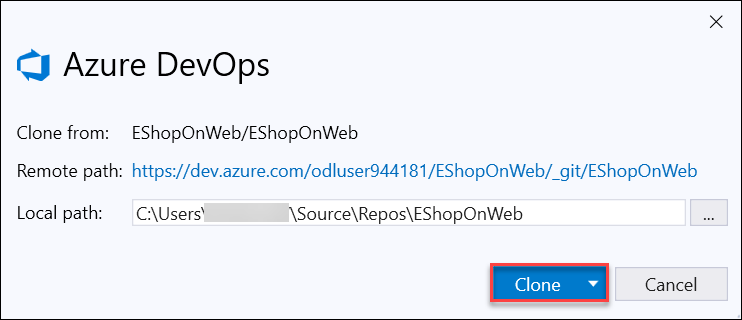 Azure DevOps
Clone from: EShopOnWeb/EShopOnWeb
Remote path: https://dev.azure.com/odluser944181/EShopOnWeb/_git/EShopOnWeb
Local path: C:\Users\ \Source\Repos\EShopOnWeb ...
Clone Cancel